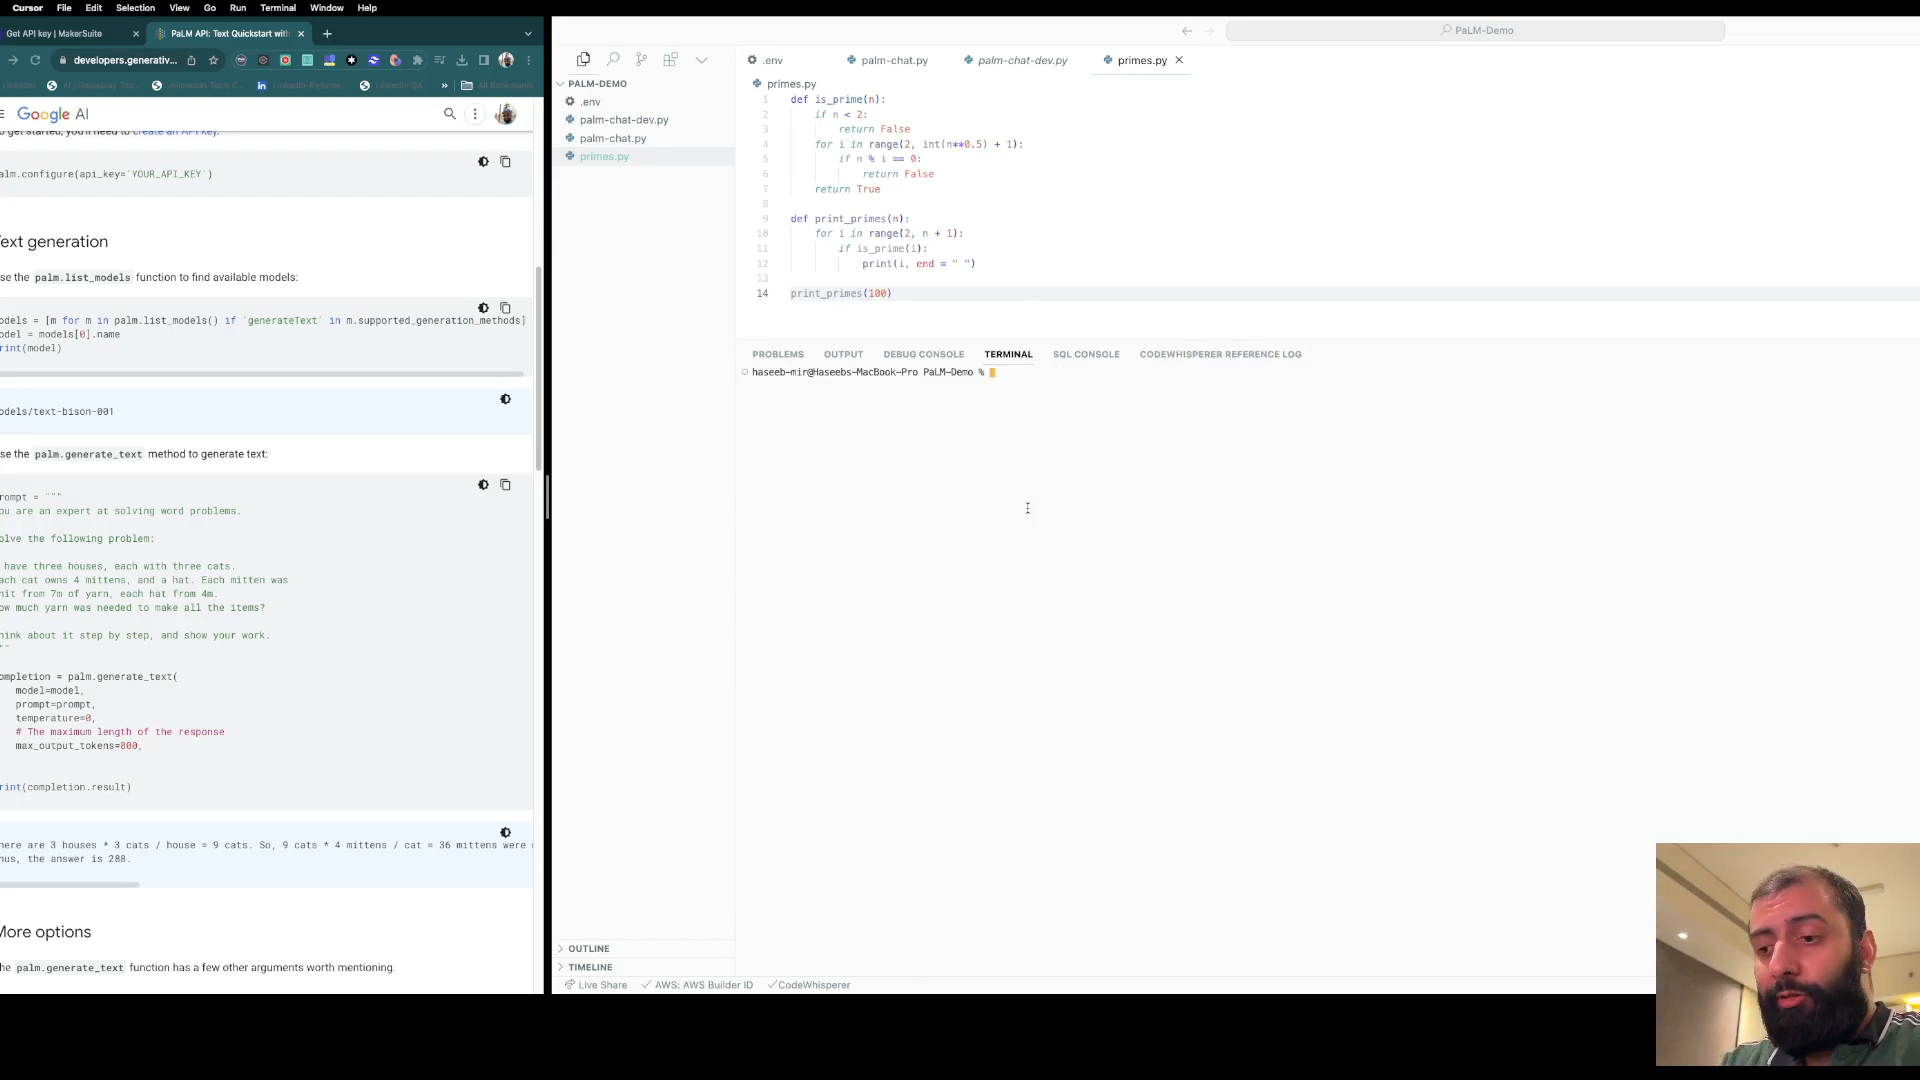 Cursor File Edit Selection View Go Run Terminal Window Help
Get API key | MakerSuite
PaLM API: Text Quickstart with
developers.generativ...
All Bookmarks
Google AI
create an API key.
alm.configure(api_key='YOUR_API_KEY')
ext generation
se the palm.list_models function to find available models:
odels = [m for m in palm.list_models() if 'generateText' in m.supported_generation_methods]
odel = models[0].name
rint(model)
odels/text-bison-001
se the palm.generate_text method to generate text:
rompt = """
ou are an expert at solving word problems.
olve the following problem:
have three houses, each with three cats.
ach cat owns 4 mittens, and a hat. Each mitten was
nit from 7m of yarn, each hat from 4m.
ow much yarn was needed to make all the items?
hink about it step by step, and show your work.
""
ompletion = palm.generate_text(
model=model,
prompt=prompt,
temperature=0,
# The maximum length of the response
max_output_tokens=800,
rint(completion.result)
here are 3 houses * 3 cats / house = 9 cats. So, 9 cats * 4 mittens / cat = 36 mittens were
hus, the answer is 288.
More options
he palm.generate_text function has a few other arguments worth mentioning.
PaLM-Demo
PALM-DEMO
.env
palm-chat-dev.py
palm-chat.py
primes.py
OUTLINE
TIMELINE
.env palm-chat.py palm-chat-dev.py primes.py
primes.py
1 def is_prime(n):
2 if n < 2:
3 return False
4 for i in range(2, int(n**0.5) + 1):
5 if n % i == 0:
6 return False
7 return True
8
9 def print_primes(n):
10 for i in range(2, n + 1):
11 if is_prime(i):
12 print(i, end = " ")
13
14 print_primes(100)
PROBLEMS OUTPUT DEBUG CONSOLE TERMINAL SQL CONSOLE CODEWHISPERER REFERENCE LOG
haseeb-mir@Haseebs-MacBook-Pro PaLM-Demo %
Live Share AWS: AWS Builder ID CodeWhisperer